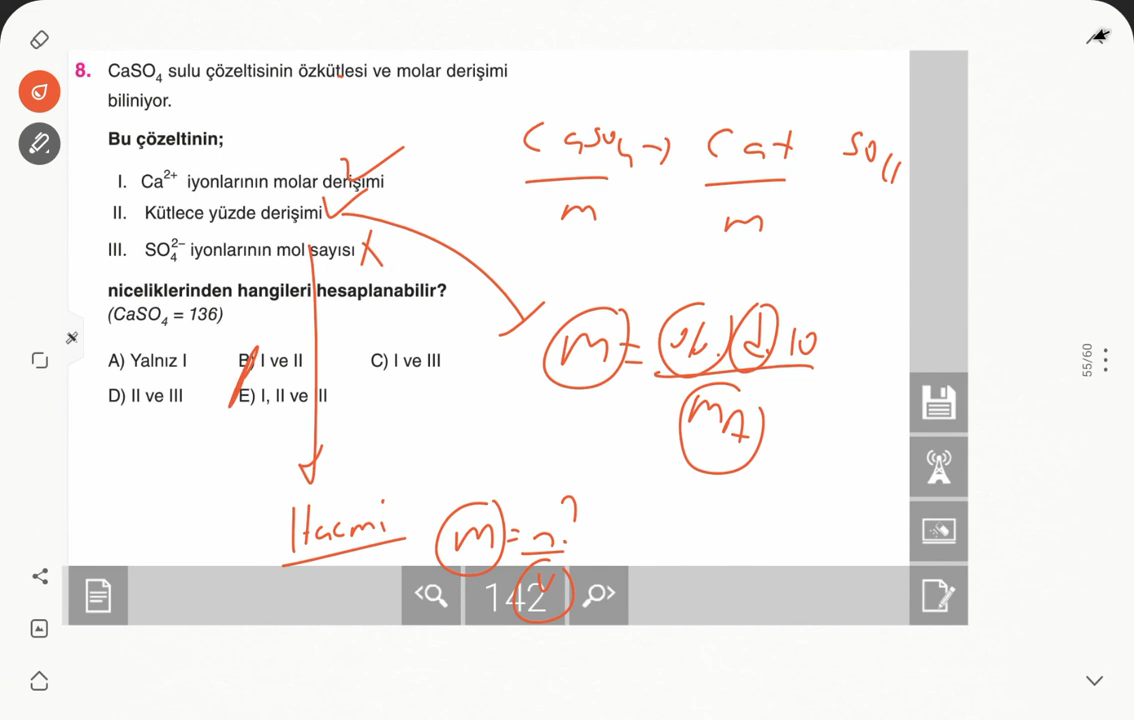 8. CaSO₄ sulu çözeltisinin özkütlesi ve molar derişimi
biliniyor.
Bu çözeltinin;
I. Ca²⁺ iyonlarının molar derişimi
II. Kütlece yüzde derişimi
III. SO₄²⁻ iyonlarının mol sayısı
niceliklerinden hangileri hesaplanabilir?
(CaSO₄ = 136)
A) Yalnız I B) I ve II C) I ve III
D) II ve III E) I, II ve III
CaSO₄ → Ca + SO₄
m m
m = %.d.10
mA
Hacmi m = n?
V
142
55/60